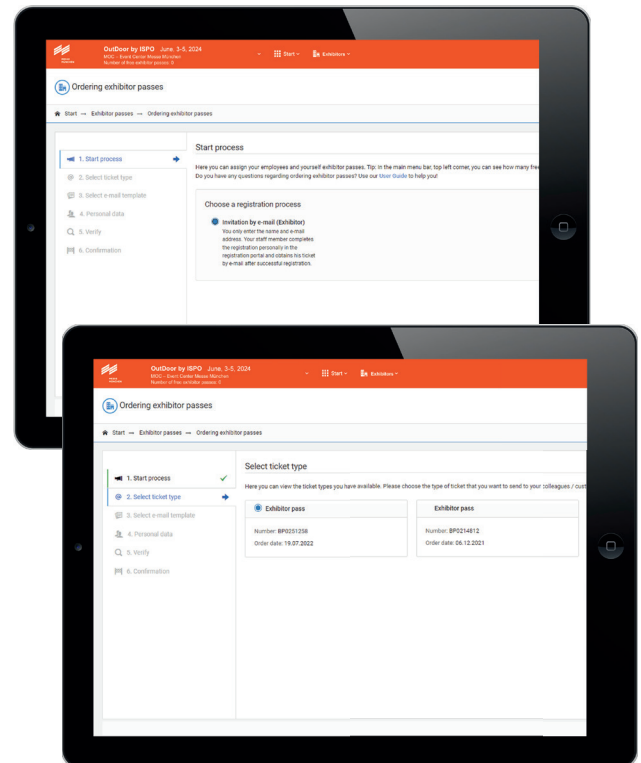 OutDoor by ISPO June, 3-5, 2024
MOC - Event Center Messe München
Number of free exhibitor passes: 5
Start
Exhibitors
Ordering exhibitor passes
Start → Exhibitor passes → Ordering exhibitor passes
1. Start process
2. Select ticket type
3. Select e-mail template
4. Personal data
5. Verify
6. Confirmation
Start process
Here you can assign your employees and yourself exhibitor passes. Tip: In the main menu bar, top left corner, you can see how many free
Do you have any questions regarding ordering exhibitor passes? Use our User Guide to help you!
Choose a registration process
Invitation by e-mail (Exhibitor)
You only enter the name and e-mail
address. Your staff member completes
the registration personally in the
registration portal and obtains his ticket
by e-mail after successful registration.
OutDoor by ISPO June, 3-5, 2024
MOC - Event Center Messe München
Number of free exhibitor passes: 5
Start
Exhibitors
Ordering exhibitor passes
Start → Exhibitor passes → Ordering exhibitor passes
1. Start process
2. Select ticket type
3. Select e-mail template
4. Personal data
5. Verify
6. Confirmation
Select ticket type
Here you can view the ticket types you have available. Please choose the type of ticket that you want to send to your colleagues / cust
Exhibitor pass
Number: BP0251258
Order date: 19.07.2022
Exhibitor pass
Number: BP0214812
Order date: 06.12.2021